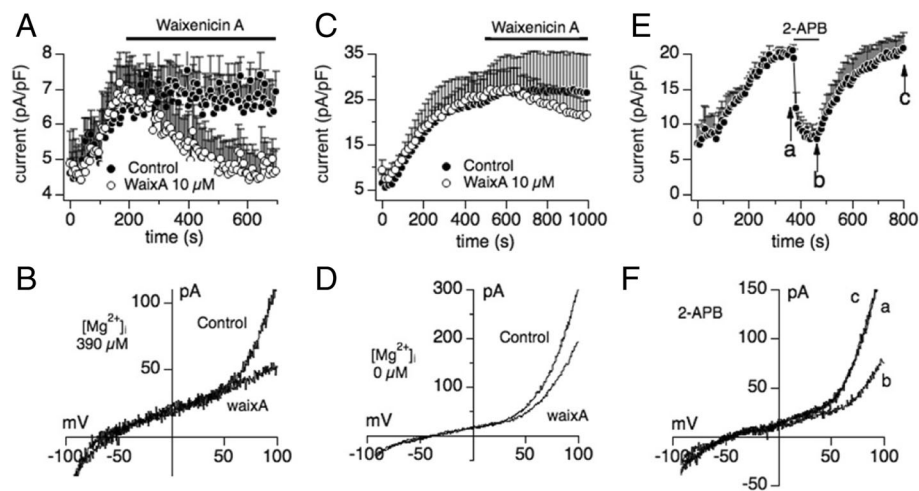 A
Waixenicin A
8
7
6
5
4
current (pA/pF)
Control
WaixA 10 µM
0 200 400 600
time (s)
C
Waixenicin A
35
25
15
5
current (pA/pF)
Control
WaixA 10 µM
0 200 400 600 800 1000
time (s)
E
2-APB
20
15
10
5
0
current (pA/pF)
a
b
c
0 200 400 600 800
time (s)
B
pA
100
50
[Mg2+]i
390 µM
Control
waixA
mV
-100 -50 50 100
D
pA
300
200
100
[Mg2+]i
0 µM
Control
waixA
mV
-100 -50 50 100
F
pA
150
100
50
-50
2-APB
c
a
b
mV
-100 -50 50 100